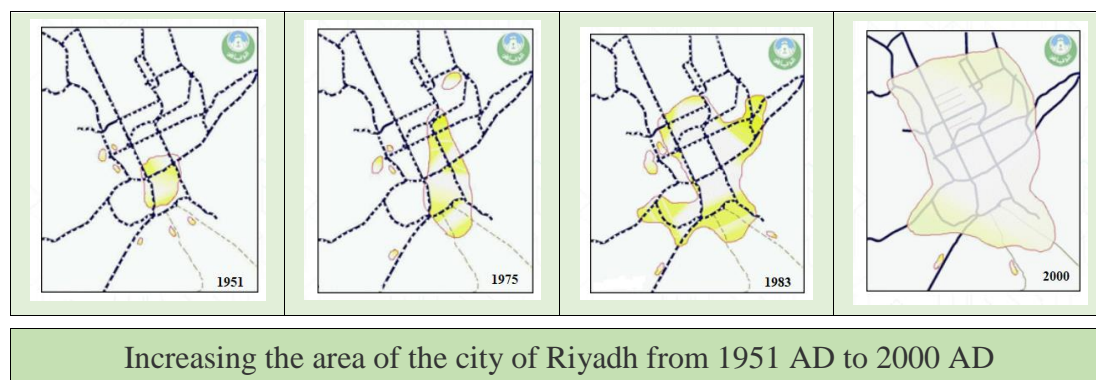 1951
1975
1983
2000
Increasing the area of the city of Riyadh from 1951 AD to 2000 AD